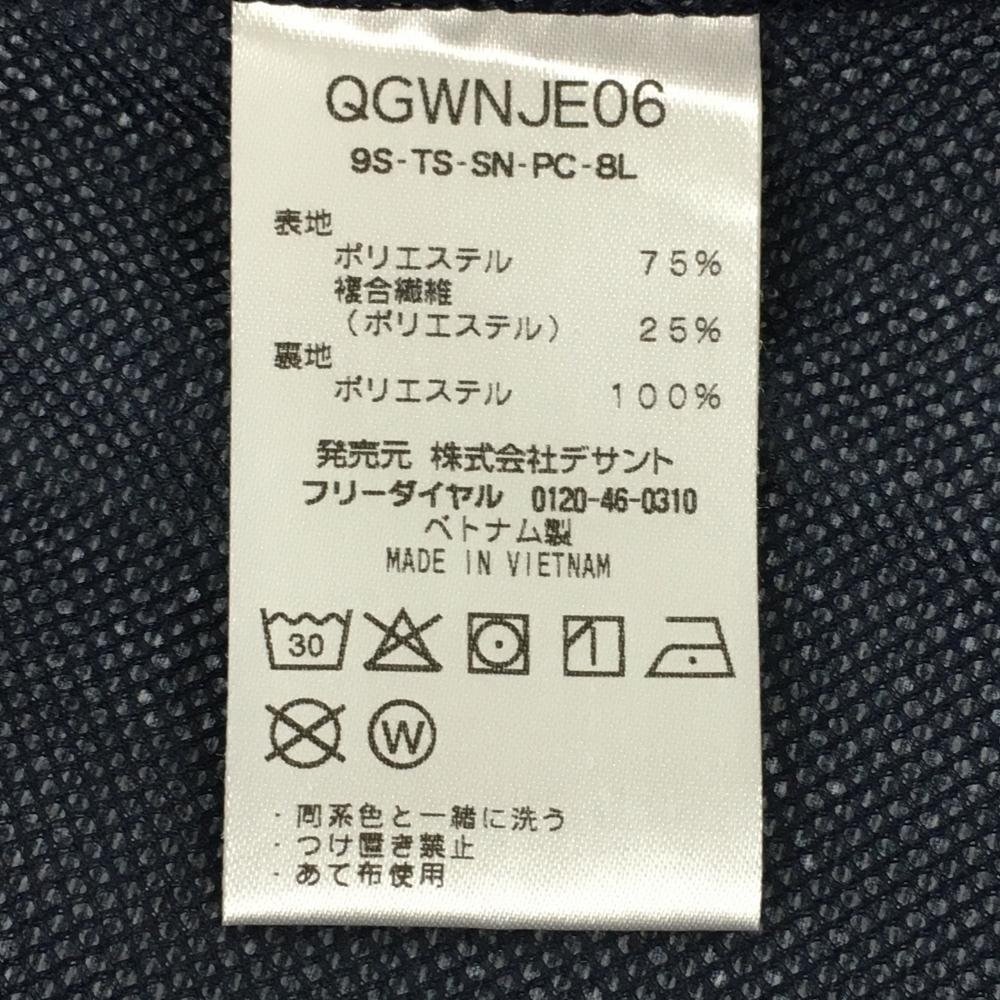 QGWNJE06
9S-TS-SN-PC-8L
表地
ポリエステル 75%
複合繊維
(ポリエステル) 25%
裏地
ポリエステル 100%
発売元 株式会社デサント
フリーダイヤル 0120-46-0310
ベトナム製
MADE IN VIETNAM
30
W
・同系色と一緒に洗う
・つけ置き禁止
・あて布使用